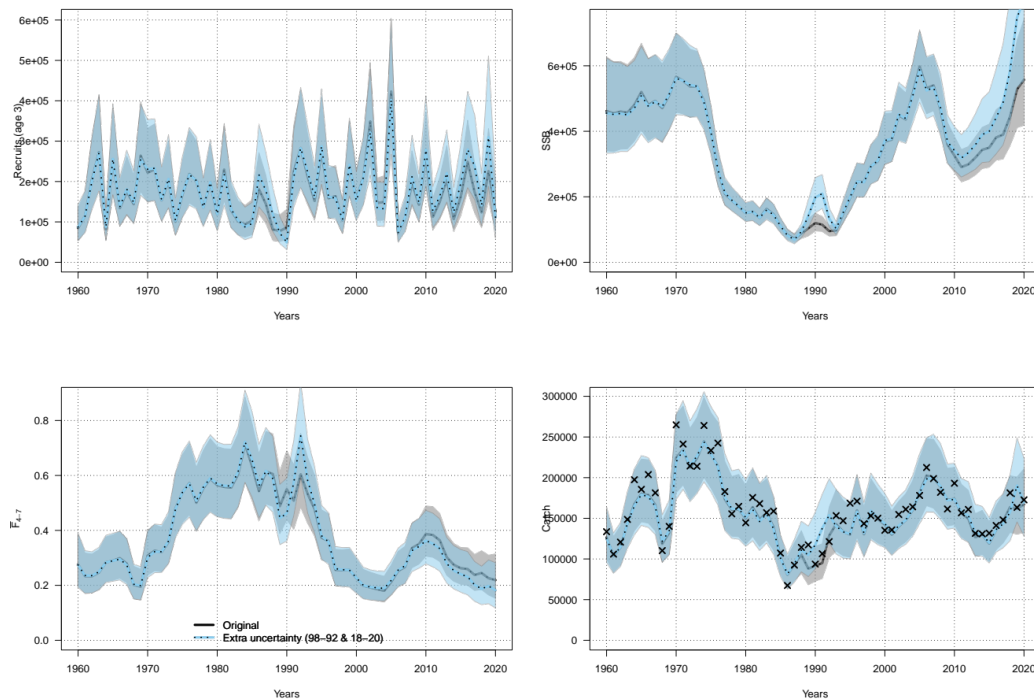 6e+05
5e+05
4e+05
3e+05
2e+05
1e+05
0e+00
Recruits (age 3)
1960 1970 1980 1990 2000 2010 2020
Years
6e+05
4e+05
2e+05
0e+00
SSB
1960 1970 1980 1990 2000 2010 2020
Years
0.8
0.6
0.4
0.2
0.0
F̅4−7
Original
Extra uncertainty (98−92 & 18−20)
1960 1970 1980 1990 2000 2010 2020
Years
300000
250000
200000
150000
100000
50000
0
Catch
1960 1970 1980 1990 2000 2010 2020
Years